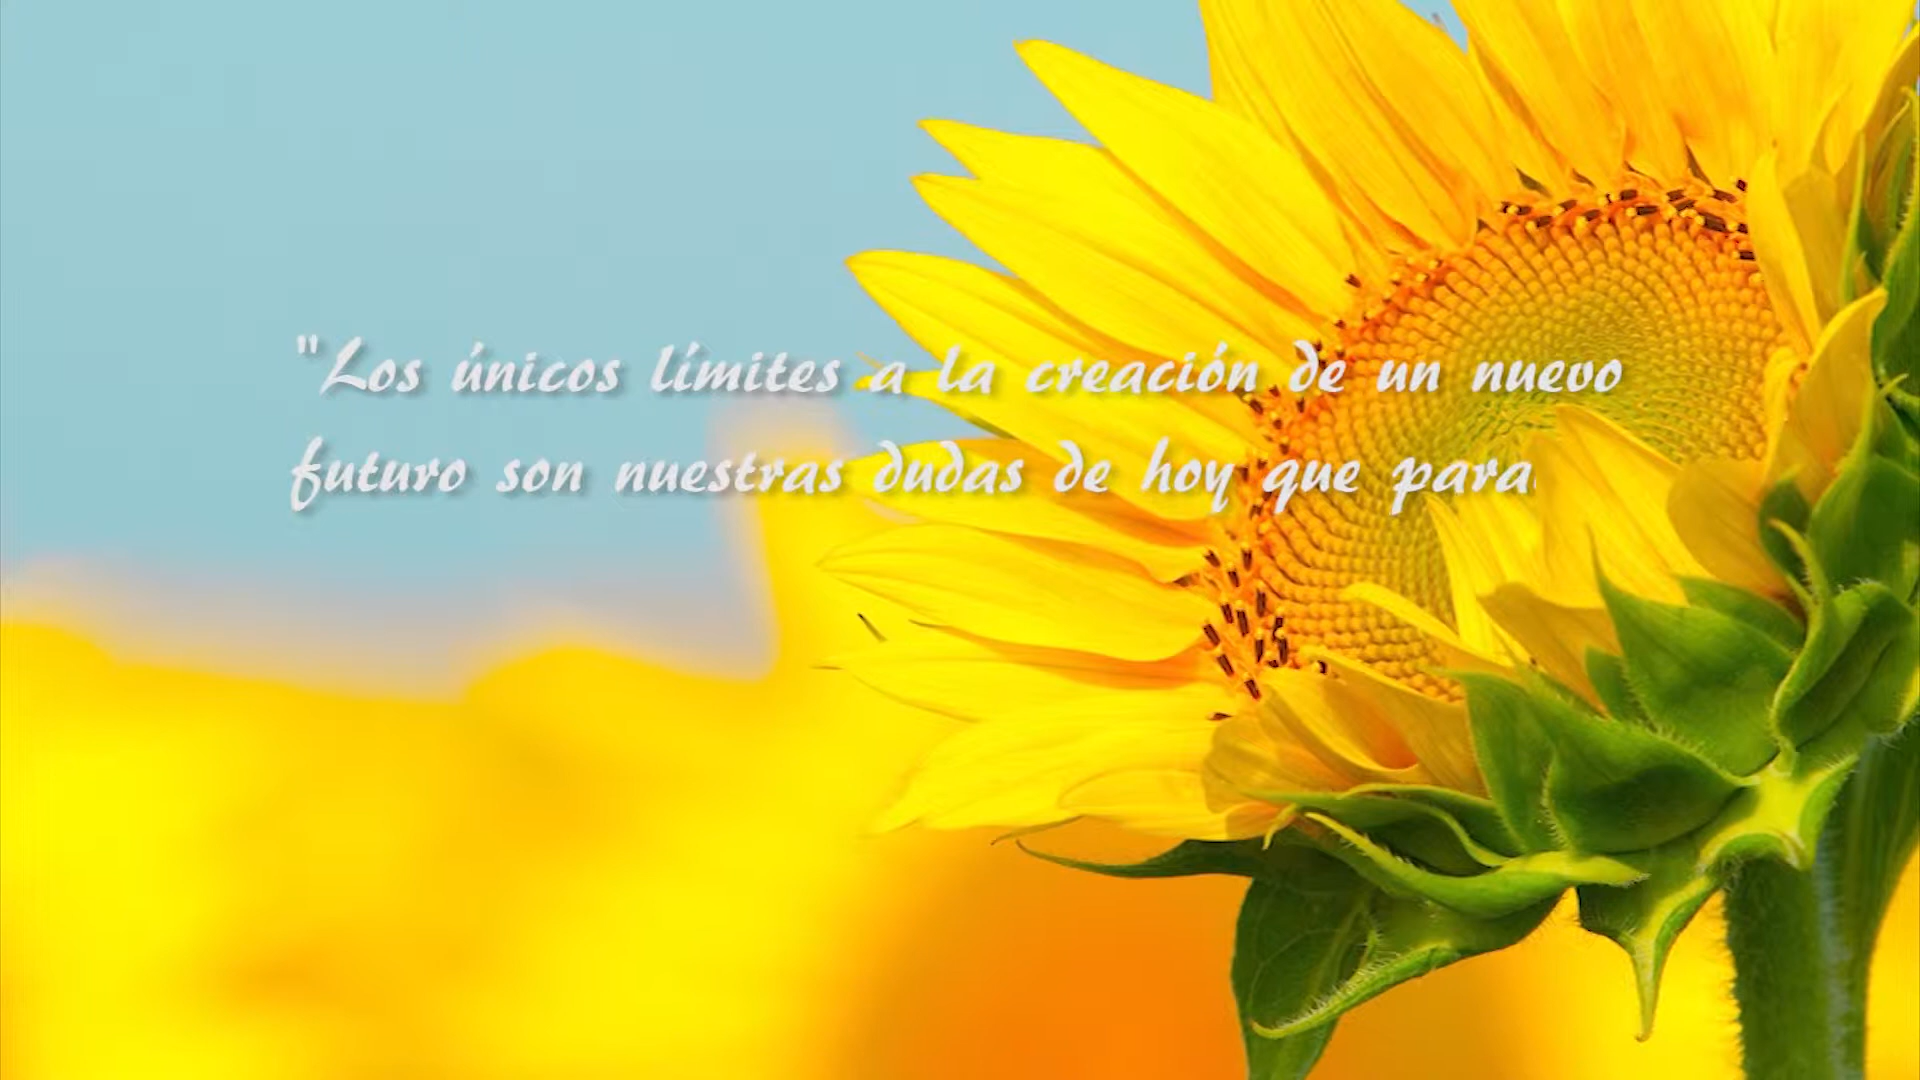 "Los únicos límites a la creación de un nuevo
futuro son nuestras dudas de hoy que para